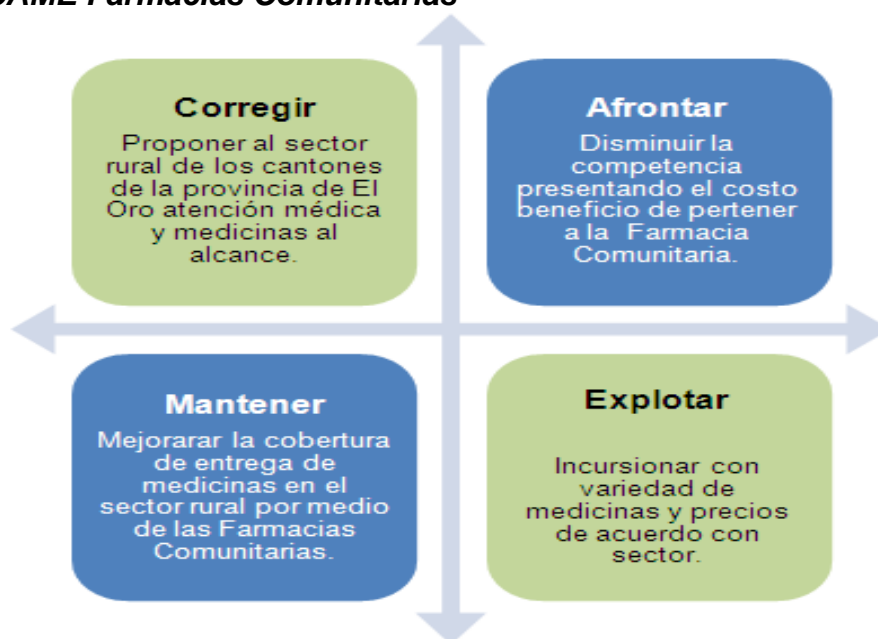 CAME Farmacias Comunitarias
Corregir
Proponer al sector
rural de los cantones
de la provincia de El
Oro atención médica
y medicinas al
alcance.
Afrontar
Disminuir la
competencia
presentando el costo
beneficio de pertener
a la Farmacia
Comunitaria.
Mantener
Mejorarar la cobertura
de entrega de
medicinas en el
sector rural por medio
de las Farmacias
Comunitarias.
Explotar
Incursionar con
variedad de
medicinas y precios
de acuerdo con
sector.